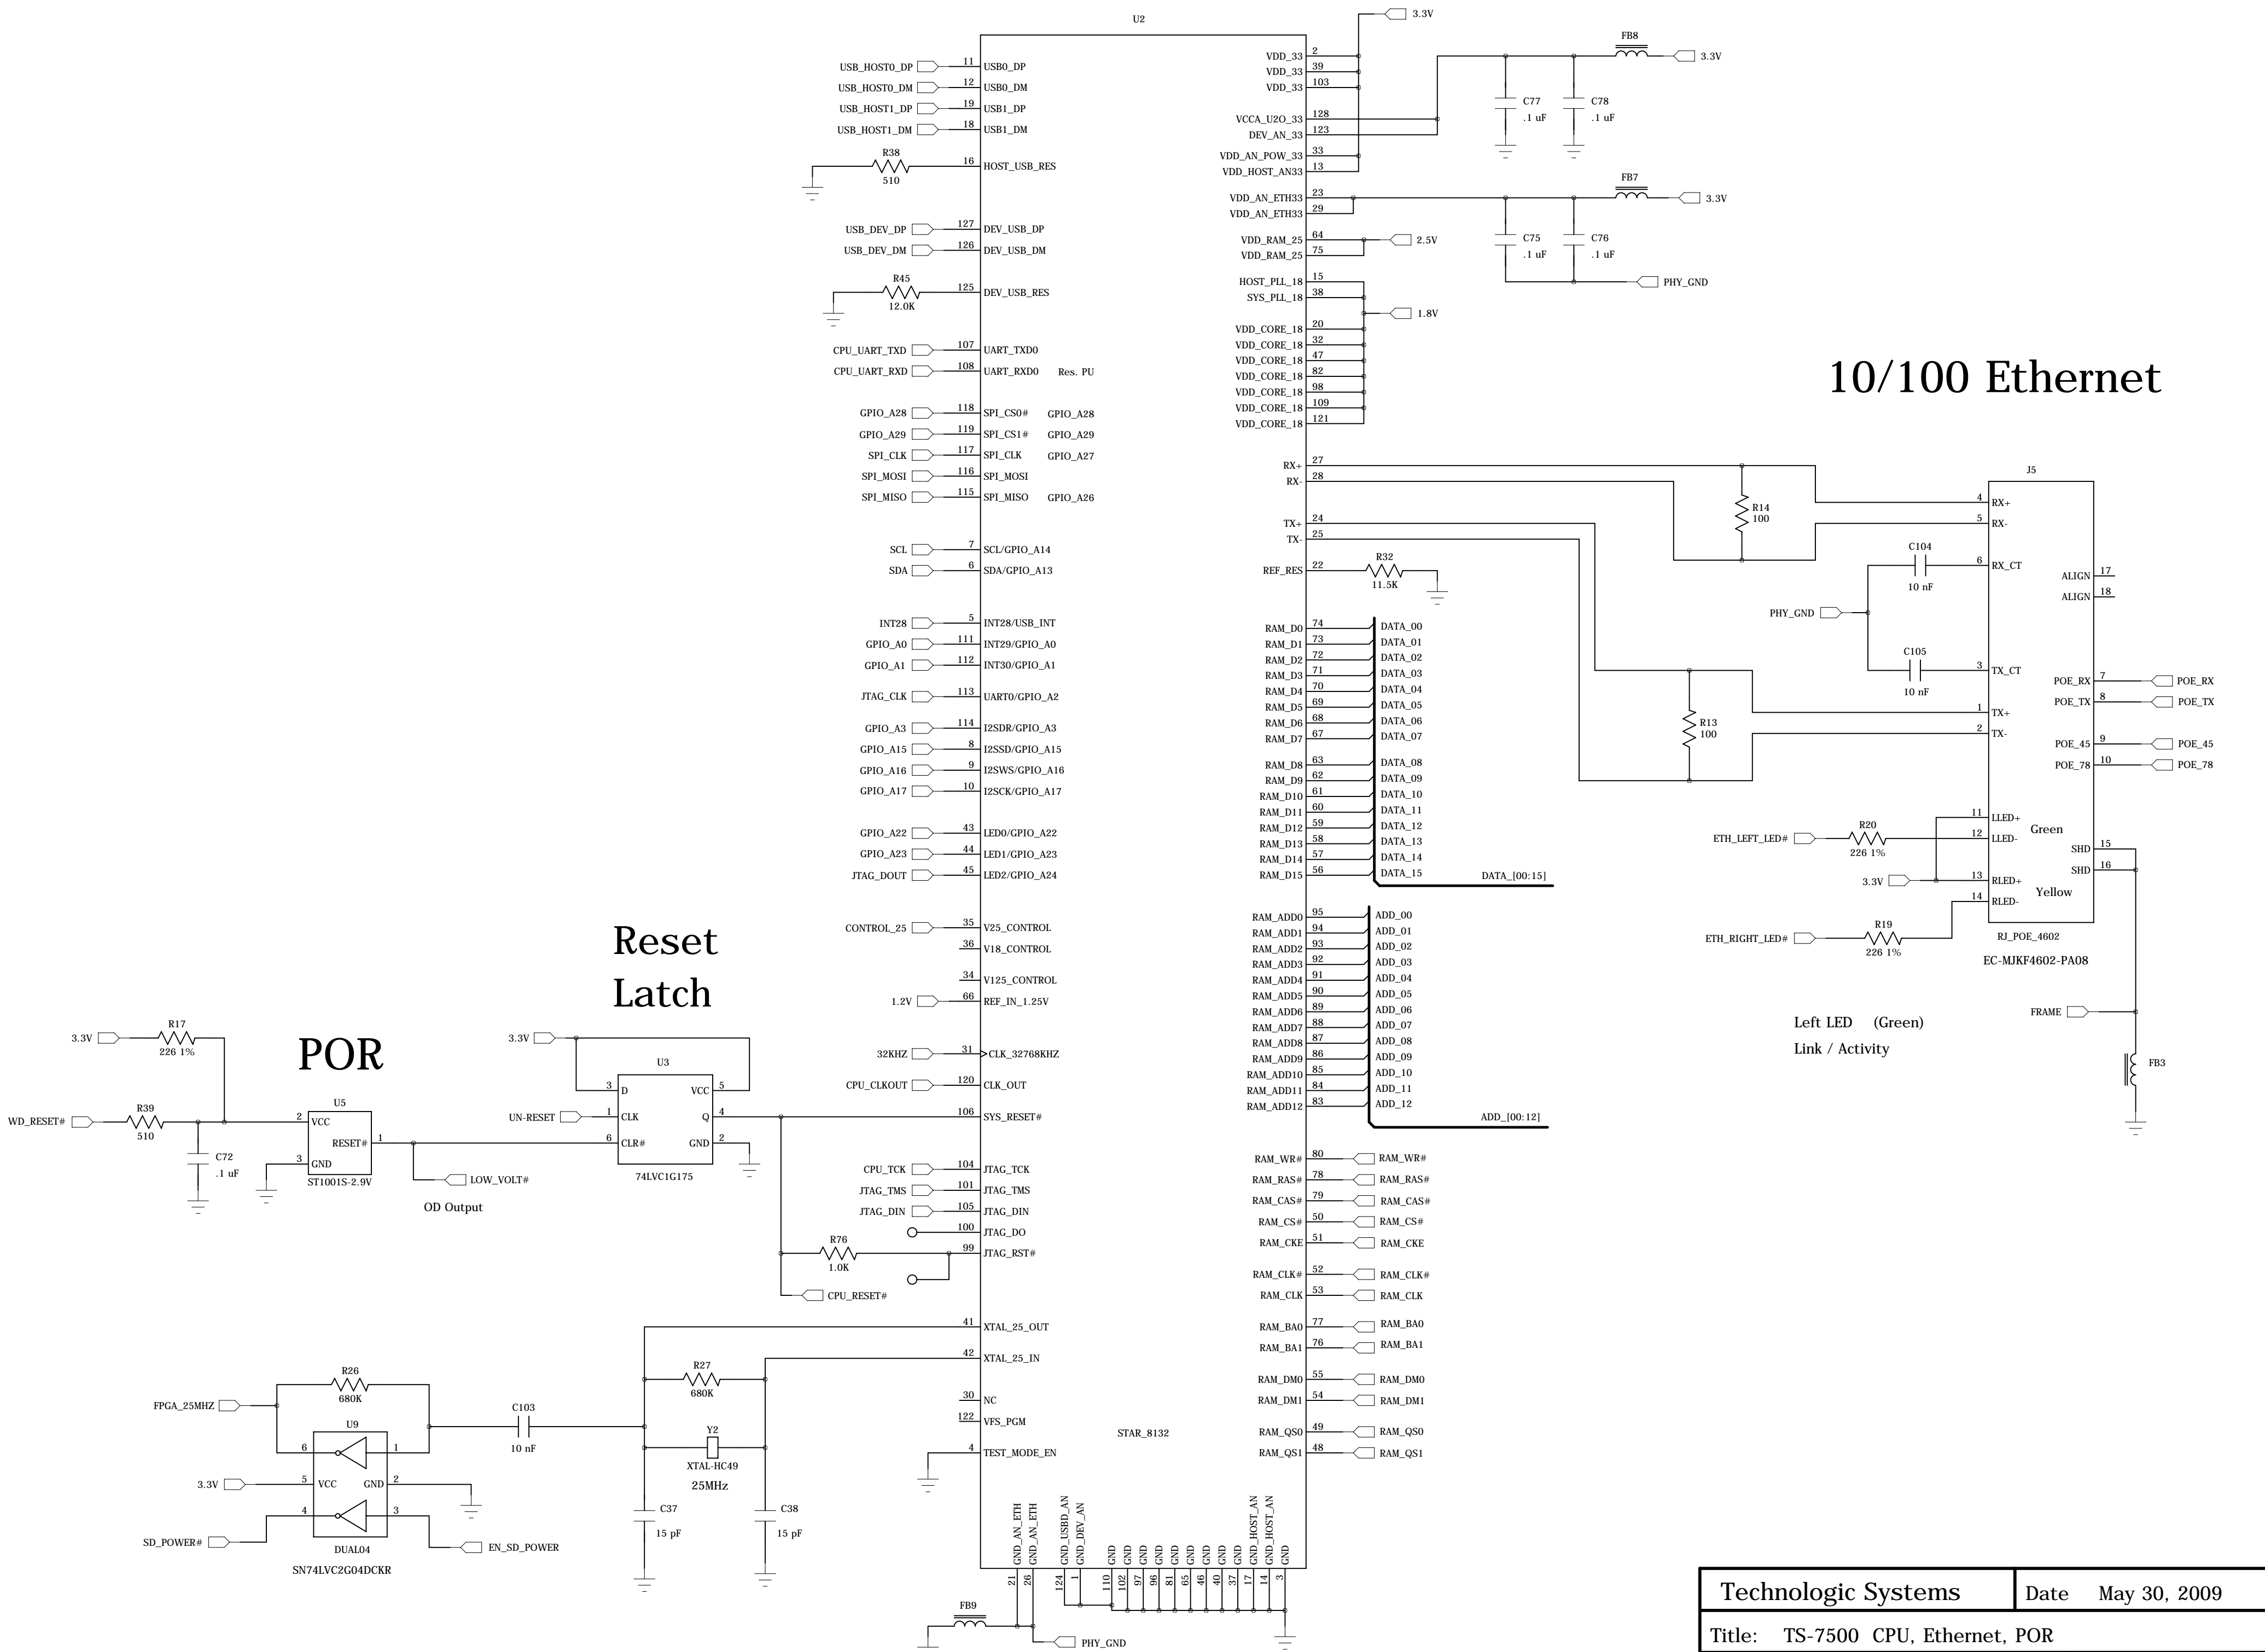 U2
USB_HOST0_DP 11 USB0_DP
USB_HOST0_DM 12 USB0_DM
USB_HOST1_DP 19 USB1_DP
USB_HOST1_DM 18 USB1_DM
R38
510
16 HOST_USB_RES
USB_DEV_DP 127 DEV_USB_DP
USB_DEV_DM 126 DEV_USB_DM
R45
12.0K
125 DEV_USB_RES
CPU_UART_TXD 107 UART_TXD0
CPU_UART_RXD 108 UART_RXD0 Res. PU
GPIO_A28 118 SPI_CS0# GPIO_A28
GPIO_A29 119 SPI_CS1# GPIO_A29
SPI_CLK 117 SPI_CLK GPIO_A27
SPI_MOSI 116 SPI_MOSI
SPI_MISO 115 SPI_MISO GPIO_A26
SCL 7 SCL/GPIO_A14
SDA 6 SDA/GPIO_A13
INT28 5 INT28/USB_INT
GPIO_A0 111 INT29/GPIO_A0
GPIO_A1 112 INT30/GPIO_A1
JTAG_CLK 113 UART0/GPIO_A2
GPIO_A3 114 I2SDR/GPIO_A3
GPIO_A15 8 I2SSD/GPIO_A15
GPIO_A16 9 I2SWS/GPIO_A16
GPIO_A17 10 I2SCK/GPIO_A17
GPIO_A22 43 LED0/GPIO_A22
GPIO_A23 44 LED1/GPIO_A23
JTAG_DOUT 45 LED2/GPIO_A24
CONTROL_25 35 V25_CONTROL
36 V18_CONTROL
34 V125_CONTROL
1.2V 66 REF_IN_1.25V
32KHZ 31 CLK_32768KHZ
CPU_CLKOUT 120 CLK_OUT
106 SYS_RESET#
CPU_TCK 104 JTAG_TCK
JTAG_TMS 101 JTAG_TMS
JTAG_DIN 105 JTAG_DIN
100 JTAG_DO
99 JTAG_RST#
R76
1.0K
CPU_RESET#
41 XTAL_25_OUT
42 XTAL_25_IN
30 NC
122 VFS_PGM
4 TEST_MODE_EN
STAR_8132
Reset
Latch
POR
3.3V
R17
226 1%
WD_RESET#
R39
510
C72
.1 uF
U5
2 VCC
RESET# 1
3 GND
ST1001S-2.9V
LOW_VOLT#
OD Output
3.3V
U3
3 D VCC 5
UN-RESET 1 CLK Q 4
6 CLR# GND 2
74LVC1G175
R26
680K
FPGA_25MHZ
U9
6 1
3.3V 5 VCC GND 2
4 3
SD_POWER#
EN_SD_POWER
DUAL04
SN74LVC2G04DCKR
C103
10 nF
R27
680K
Y2
XTAL-HC49
25MHz
C37
15 pF
C38
15 pF
GND_AN_ETH 21
GND_AN_ETH 26
GND_USBD_AN 124
GND_DEV_AN 1
GND 110
GND 102
GND 97
GND 96
GND 81
GND 65
GND 46
GND 40
GND 37
GND_HOST_AN 17
GND_HOST_AN 14
GND 3
FB9
PHY_GND
3.3V
VDD_33 2
VDD_33 39
VDD_33 103
VCCA_U2O_33 128
DEV_AN_33 123
VDD_AN_POW_33 33
VDD_HOST_AN33 13
VDD_AN_ETH33 23
VDD_AN_ETH33 29
VDD_RAM_25 64
VDD_RAM_25 75
2.5V
HOST_PLL_18 15
SYS_PLL_18 38
1.8V
VDD_CORE_18 20
VDD_CORE_18 32
VDD_CORE_18 47
VDD_CORE_18 82
VDD_CORE_18 98
VDD_CORE_18 109
VDD_CORE_18 121
FB8
3.3V
C77
.1 uF
C78
.1 uF
FB7
3.3V
C75
.1 uF
C76
.1 uF
PHY_GND
RX+ 27
RX- 28
TX+ 24
TX- 25
REF_RES 22
R32
11.5K
RAM_D0 74 DATA_00
RAM_D1 73 DATA_01
RAM_D2 72 DATA_02
RAM_D3 71 DATA_03
RAM_D4 70 DATA_04
RAM_D5 69 DATA_05
RAM_D6 68 DATA_06
RAM_D7 67 DATA_07
RAM_D8 63 DATA_08
RAM_D9 62 DATA_09
RAM_D10 61 DATA_10
RAM_D11 60 DATA_11
RAM_D12 59 DATA_12
RAM_D13 58 DATA_13
RAM_D14 57 DATA_14
RAM_D15 56 DATA_15
DATA_[00:15]
RAM_ADD0 95 ADD_00
RAM_ADD1 94 ADD_01
RAM_ADD2 93 ADD_02
RAM_ADD3 92 ADD_03
RAM_ADD4 91 ADD_04
RAM_ADD5 90 ADD_05
RAM_ADD6 89 ADD_06
RAM_ADD7 88 ADD_07
RAM_ADD8 87 ADD_08
RAM_ADD9 86 ADD_09
RAM_ADD10 85 ADD_10
RAM_ADD11 84 ADD_11
RAM_ADD12 83 ADD_12
ADD_[00:12]
RAM_WR# 80 RAM_WR#
RAM_RAS# 78 RAM_RAS#
RAM_CAS# 79 RAM_CAS#
RAM_CS# 50 RAM_CS#
RAM_CKE 51 RAM_CKE
RAM_CLK# 52 RAM_CLK#
RAM_CLK 53 RAM_CLK
RAM_BA0 77 RAM_BA0
RAM_BA1 76 RAM_BA1
RAM_DM0 55 RAM_DM0
RAM_DM1 54 RAM_DM1
RAM_QS0 49 RAM_QS0
RAM_QS1 48 RAM_QS1
10/100 Ethernet
R14
100
R13
100
C104
10 nF
PHY_GND
C105
10 nF
J5
4 RX+
5 RX-
6 RX_CT
ALIGN 17
ALIGN 18
3 TX_CT
POE_RX 7 POE_RX
POE_TX 8 POE_TX
1 TX+
2 TX-
POE_45 9 POE_45
POE_78 10 POE_78
11 LLED+
Green
ETH_LEFT_LED#
R20
226 1%
12 LLED-
SHD 15
SHD 16
3.3V 13 RLED+
Yellow
14 RLED-
ETH_RIGHT_LED#
R19
226 1%
RJ_POE_4602
EC-MJKF4602-PA08
FRAME
FB3
Left LED (Green)
Link / Activity
Technologic Systems
Date May 30, 2009
Title: TS-7500 CPU, Ethernet, POR